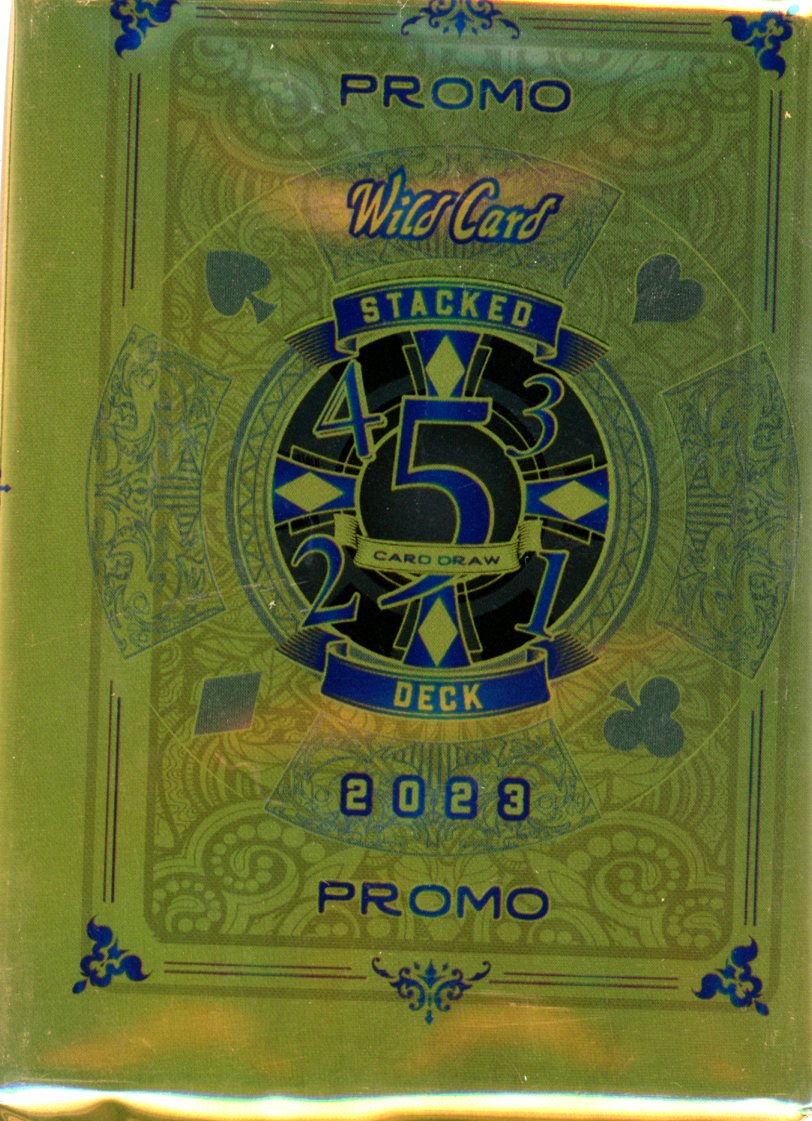 PROMO
Wild Card
STACKED
4 3
5
CARD DRAW
2 1
DECK
2023
PROMO